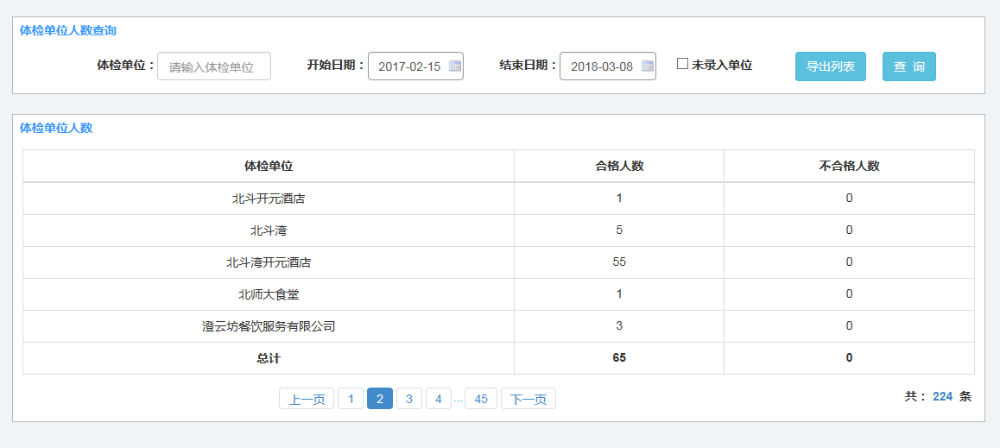 体检单位人数查询
体检单位： 请输入体检单位 开始日期： 2017-02-15 结束日期： 2018-03-08 未录入单位 导出列表 查 询
体检单位人数
体检单位 合格人数 不合格人数
北斗开元酒店 1 0
北斗湾 5 0
北斗湾开元酒店 55 0
北师大食堂 1 0
澄云坊餐饮服务有限公司 3 0
总计 65 0
上一页 1 2 3 4 ... 45 下一页 共： 224 条